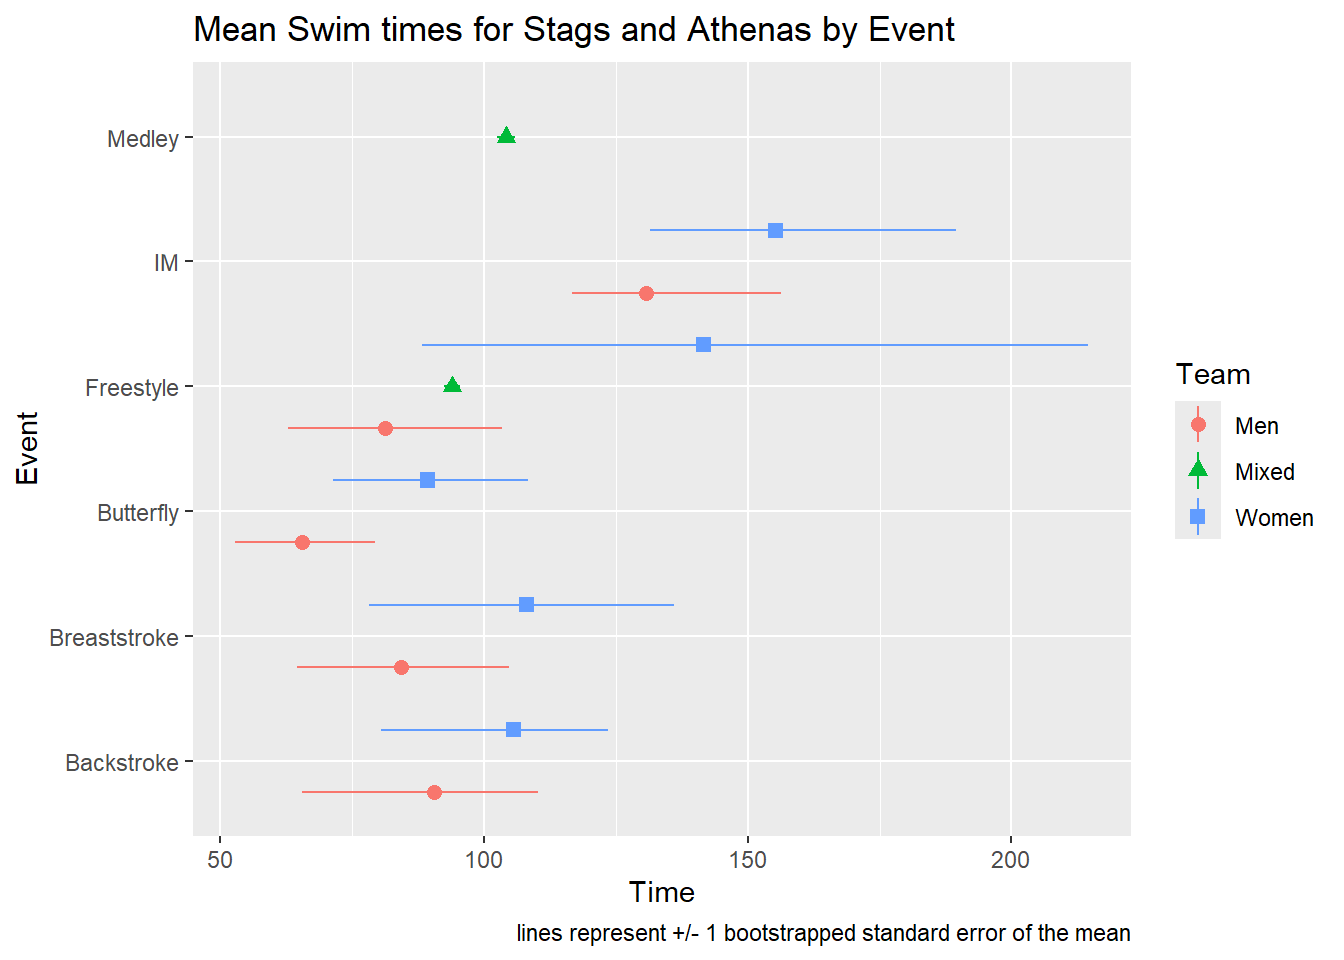 Mean Swim times for Stags and Athenas by Event
Event
Medley
IM
Freestyle
Butterfly
Breaststroke
Backstroke
50
100
150
200
Time
Team
Men
Mixed
Women
lines represent +/- 1 bootstrapped standard error of the mean